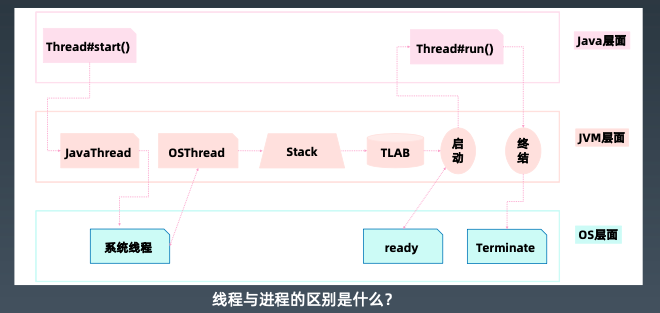 Thread#start()
Thread#run()
Java层面
JavaThread
OSThread
Stack
TLAB
启
动
终
结
JVM层面
系统线程
ready
Terminate
OS层面
线程与进程的区别是什么？